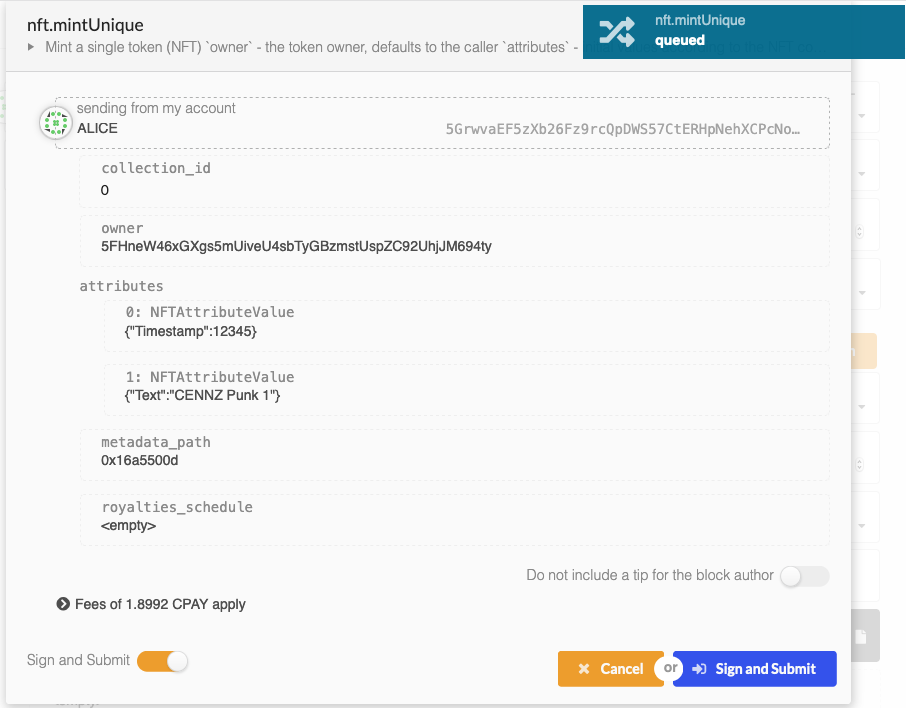 nft.mintUnique
Mint a single token (NFT) `owner` - the token owner, defaults to the caller `attributes` -
nft.mintUnique
queued
sending from my account
ALICE
5GrwvaEF5zXb26Fz9rcQpDWS57CtERHpNehXCPcNo…
collection_id
0
owner
5FHneW46xGXgs5mUiveU4sbTyGBzmstUspZC92UhjJM694ty
attributes
0: NFTAttributeValue
{"Timestamp":12345}
1: NFTAttributeValue
{"Text":"CENNZ Punk 1"}
metadata_path
0x16a5500d
royalties_schedule
<empty>
Do not include a tip for the block author
Fees of 1.8992 CPAY apply
Sign and Submit
Cancel
or
Sign and Submit